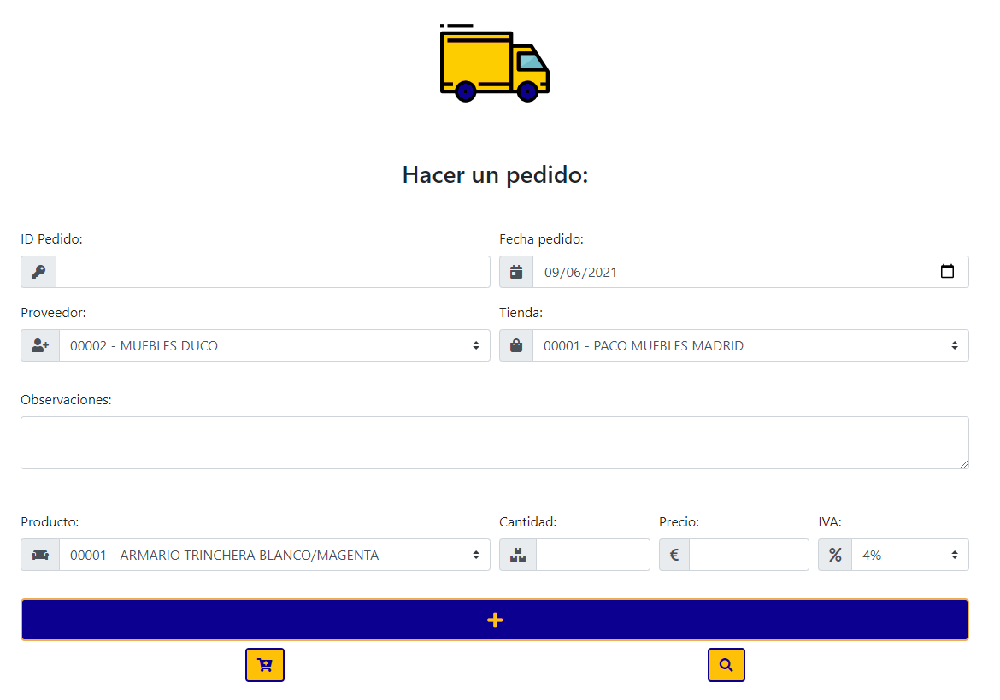 Hacer un pedido:
ID Pedido:
Fecha pedido:
09/06/2021
Proveedor:
Tienda:
00002 - MUEBLES DUCO
00001 - PACO MUEBLES MADRID
Observaciones:
Producto:
Cantidad:
Precio:
IVA:
00001 - ARMARIO TRINCHERA BLANCO/MAGENTA
€
%
4%